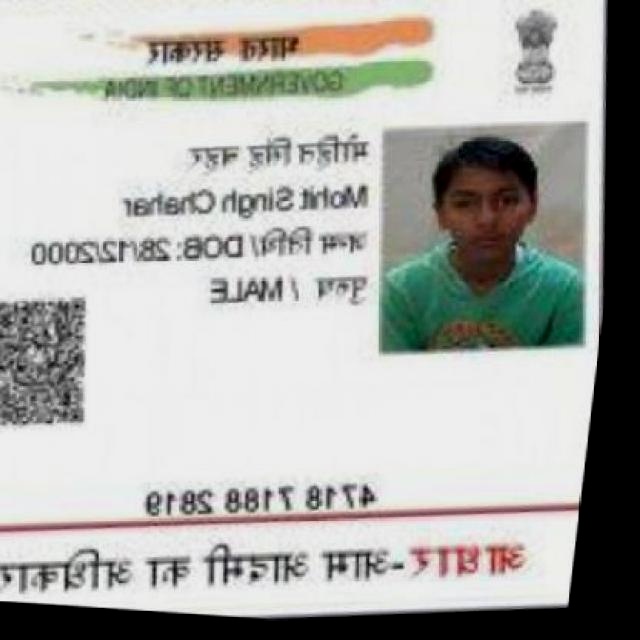 भारत सरकार
GOVERNMENT OF INDIA
मोहित सिंह चहर
Mohit Singh Chahar
जन्म तिथि/ DOB: 28/12/2000
पुरुष / MALE
4718 7188 2819
आधार-आम आदमी का अधिकार